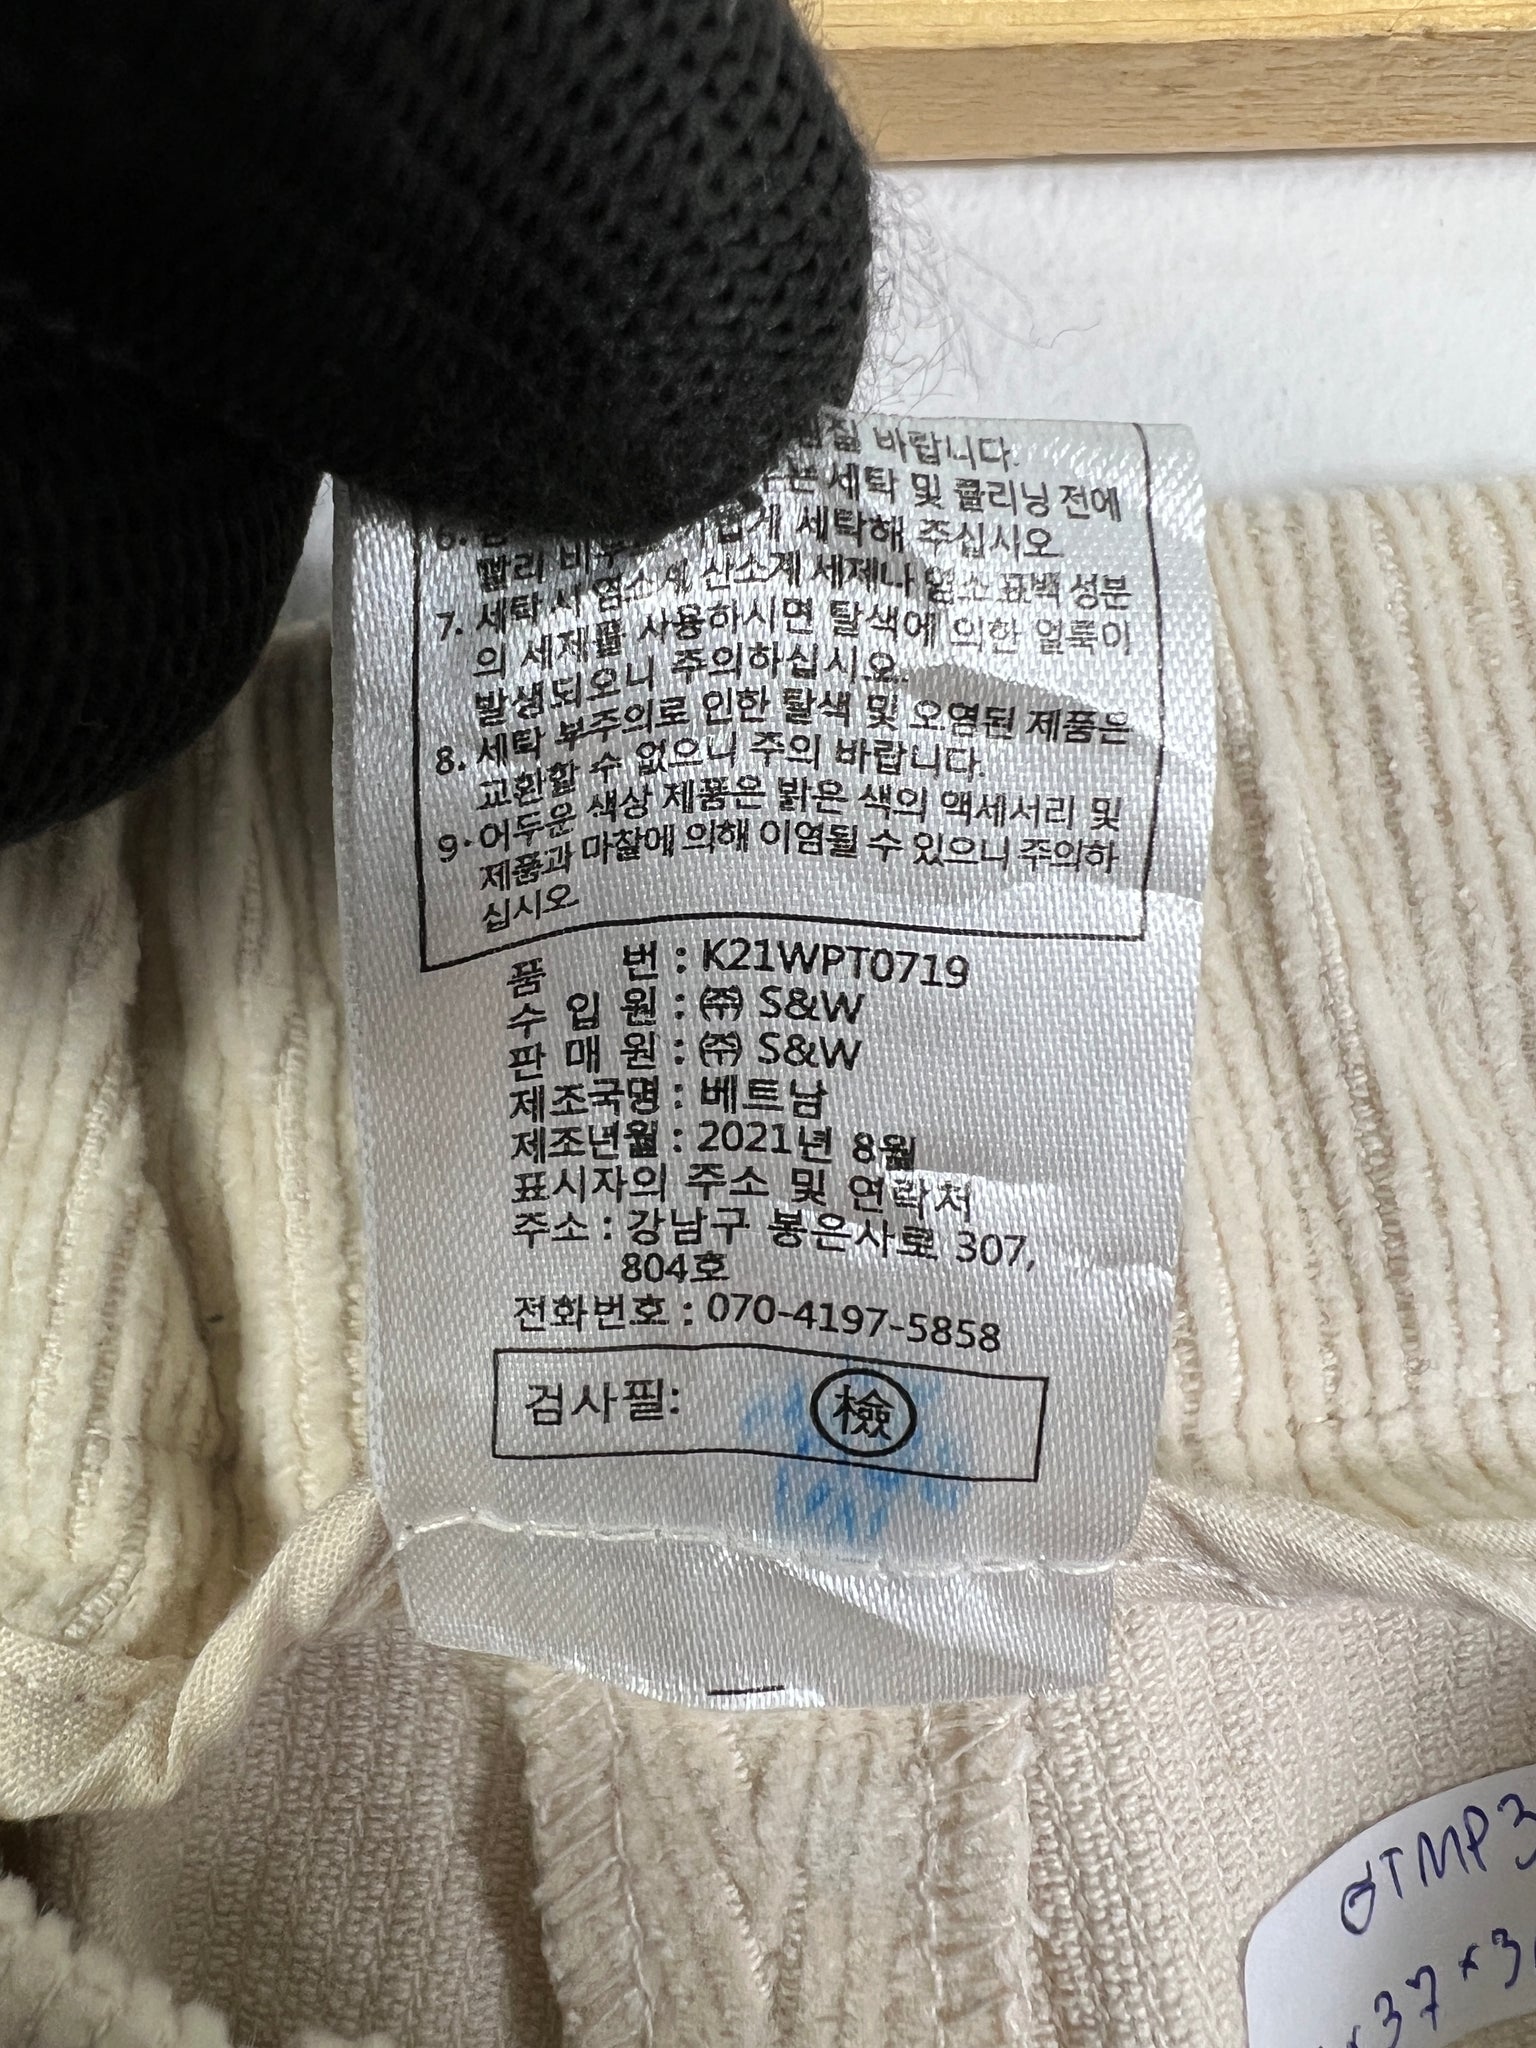 바랍니다.
세탁 및 클리닝 전에
6.
빨리 세탁해 주십시오
7. 세탁시 염소계 산소계 세제나 염소 표백 성분
의 세제를 사용하시면 탈색에 의한 얼룩이
발생되오니 주의하십시오.
8. 세탁 부주의로 인한 탈색 및 오염된 제품은
교환할 수 없으니 주의 바랍니다.
9. 어두운 색상 제품은 밝은 색의 액세서리 및
제품과 마찰에 의해 이염될 수 있으니 주의하
십시오
품 번 : K21WPT0719
수 입 원 : ㈜ S&W
판 매 원 : ㈜ S&W
제조국명 : 베트남
제조년월 : 2021년 8월
표시자의 주소 및 연락처
주소 : 강남구 봉은사로 307,
804호
전화번호 : 070-4197-5858
검사필: 檢